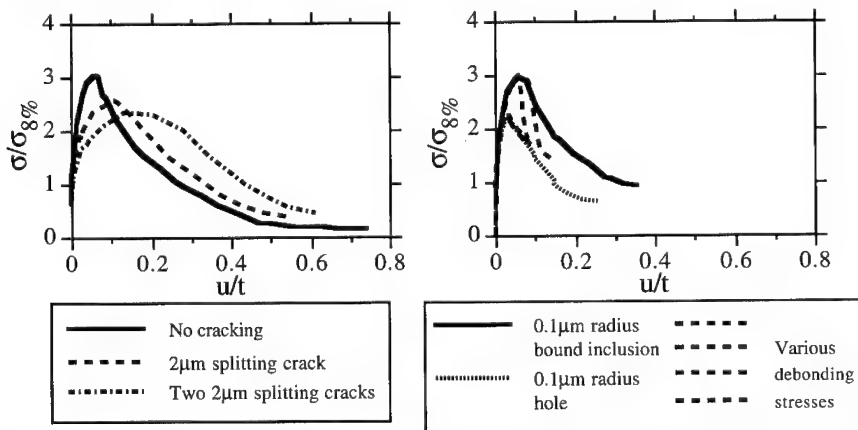 4
3
2
1
0
σ/σ8%
0 0.2 0.4 0.6 0.8
u/t
No cracking
2μm splitting crack
Two 2μm splitting cracks
4
3
2
1
0
σ/σ8%
0 0.2 0.4 0.6 0.8
u/t
0.1μm radius
bound inclusion
0.1μm radius
hole
Various
debonding
stresses